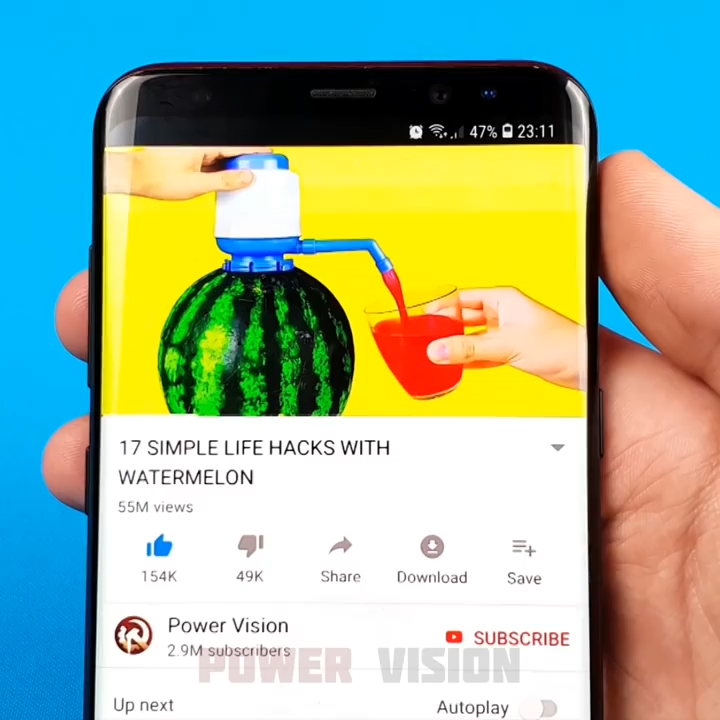 47% 23:11
17 SIMPLE LIFE HACKS WITH
WATERMELON
55M views
154K 49K Share Download Save
Power Vision
SUBSCRIBE
2.9M subscribers
POWER VISION
Up next Autoplay